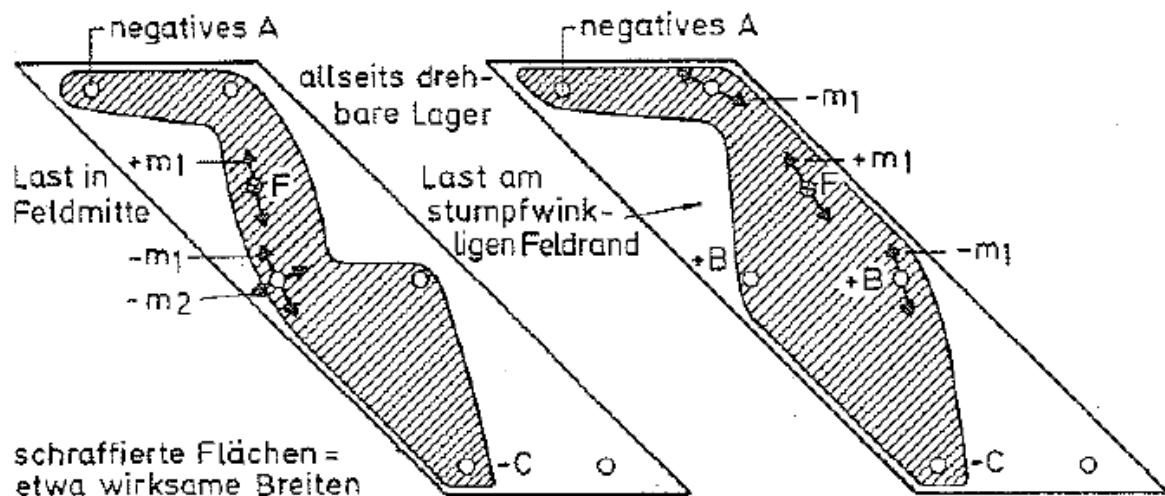 negatives A
negatives A
allseits dreh-
bare Lager
-m1
+m1
F
Last in
Feldmitte
-m1
-m2
Last am
stumpfwink-
ligen Feldrand
+m1
F
-m1
+B
+B
-C
-C
schraffierte Flächen =
etwa wirksame Breiten